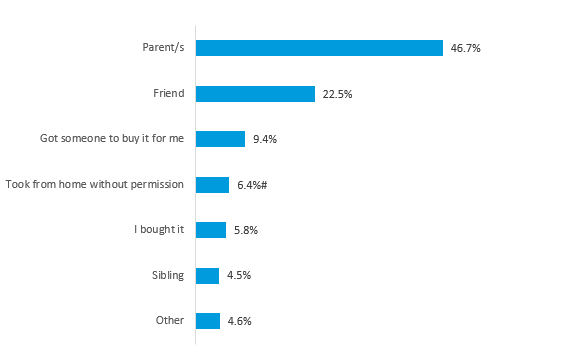 Parent/s 46.7%
Friend 22.5%
Got someone to buy it for me 9.4%
Took from home without permission 6.4%#
I bought it 5.8%
Sibling 4.5%
Other 4.6%